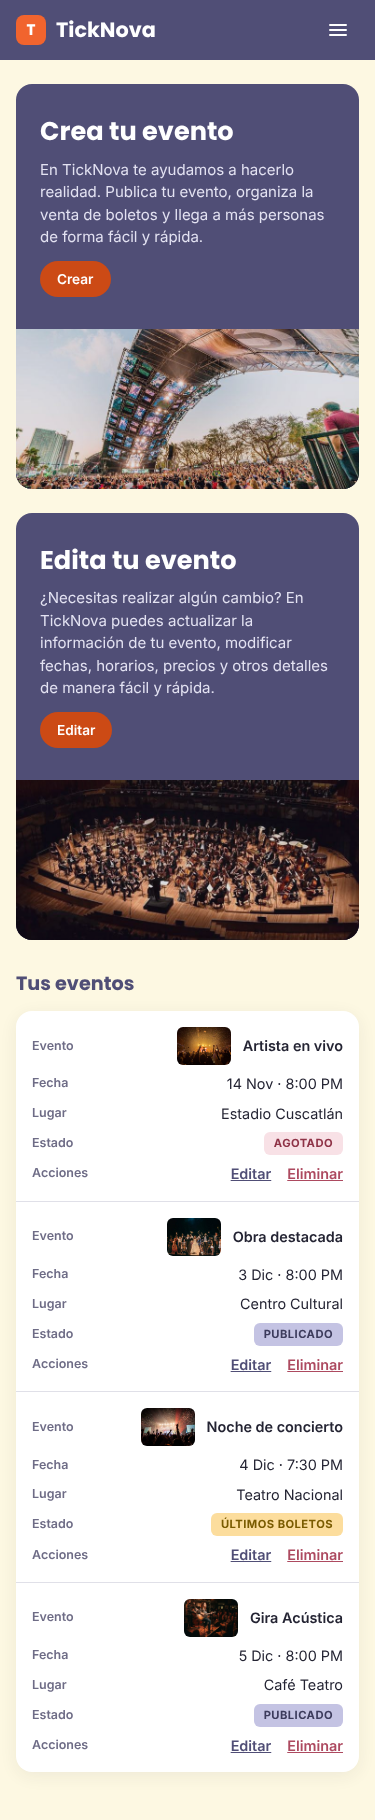 T TickNova
Crea tu evento
En TickNova te ayudamos a hacerlo
realidad. Publica tu evento, organiza la
venta de boletos y llega a más personas
de forma fácil y rápida.
Crear
Edita tu evento
¿Necesitas realizar algún cambio? En
TickNova puedes actualizar la
información de tu evento, modificar
fechas, horarios, precios y otros detalles
de manera fácil y rápida.
Editar
Tus eventos
Evento Artista en vivo
Fecha 14 Nov · 8:00 PM
Lugar Estadio Cuscatlán
Estado AGOTADO
Acciones Editar Eliminar
Evento Obra destacada
Fecha 3 Dic · 8:00 PM
Lugar Centro Cultural
Estado PUBLICADO
Acciones Editar Eliminar
Evento Noche de concierto
Fecha 4 Dic · 7:30 PM
Lugar Teatro Nacional
Estado ÚLTIMOS BOLETOS
Acciones Editar Eliminar
Evento Gira Acústica
Fecha 5 Dic · 8:00 PM
Lugar Café Teatro
Estado PUBLICADO
Acciones Editar Eliminar